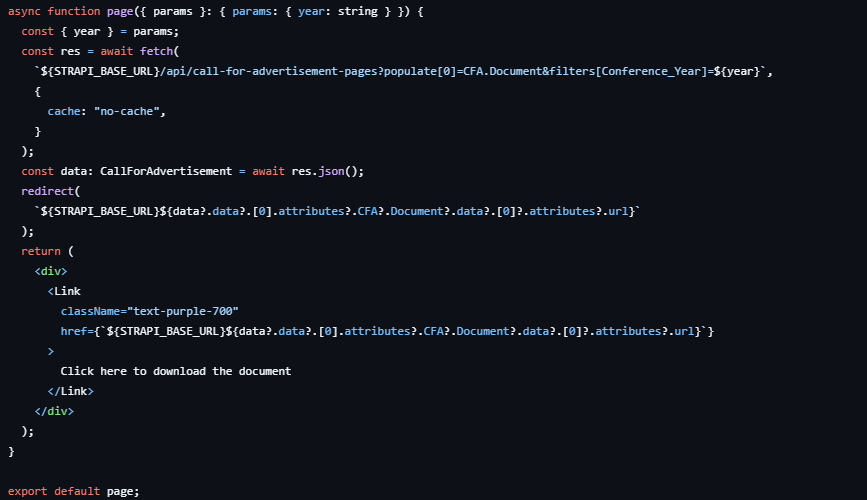 async function page({ params }: { params: { year: string } }) {
  const { year } = params;
  const res = await fetch(
    `${STRAPI_BASE_URL}/api/call-for-advertisement-pages?populate[0]=CFA.Document&filters[Conference_Year]=${year}`,
    {
      cache: "no-cache",
    }
  );
  const data: CallForAdvertisement = await res.json();
  redirect(
    `${STRAPI_BASE_URL}${data?.data?.[0].attributes?.CFA?.Document?.data?.[0]?.attributes?.url}`
  );
  return (
    <div>
      <Link
        className="text-purple-700"
        href={`${STRAPI_BASE_URL}${data?.data?.[0].attributes?.CFA?.Document?.data?.[0]?.attributes?.url}`}
      >
        Click here to download the document
      </Link>
    </div>
  );
}

export default page;